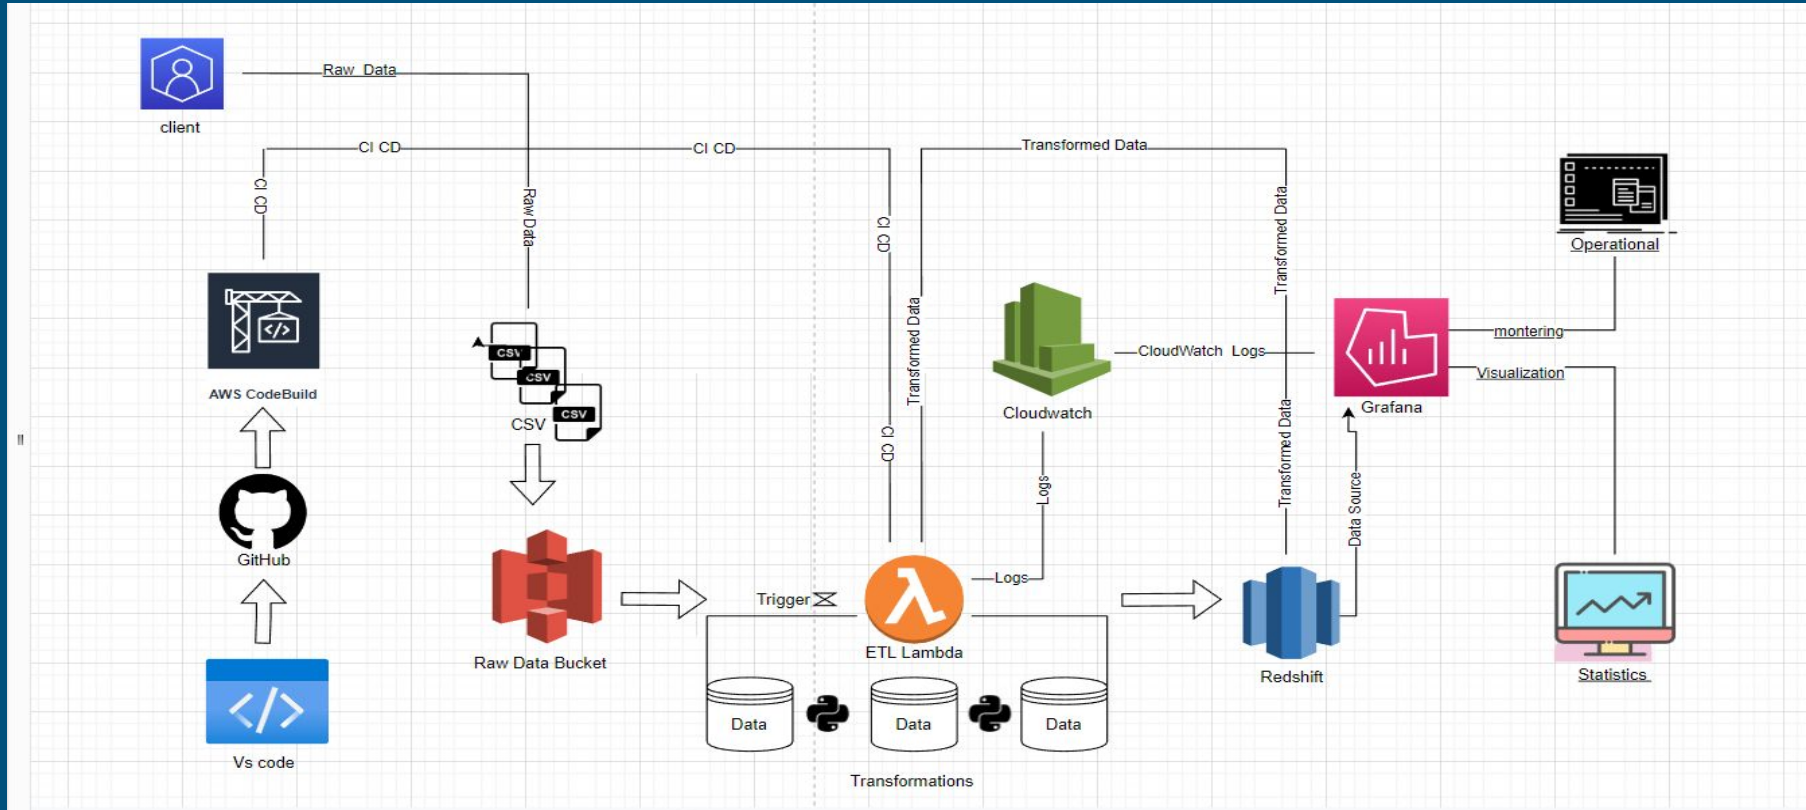 Raw Data
client
CI CD
CI CD
Transformed Data
CI CD
Raw Data
CI CD
Transformed Data
Operational
Transformed Data
CSV
CSV
CSV
CSV
AWS CodeBuild
Cloudwatch
CloudWatch Logs
Grafana
montering
Visualization
CI CD
Transformed Data
Logs
Data Source
GitHub
Raw Data Bucket
Trigger
Logs
ETL Lambda
Redshift
Statistics
Data
Data
Data
Vs code
Transformations